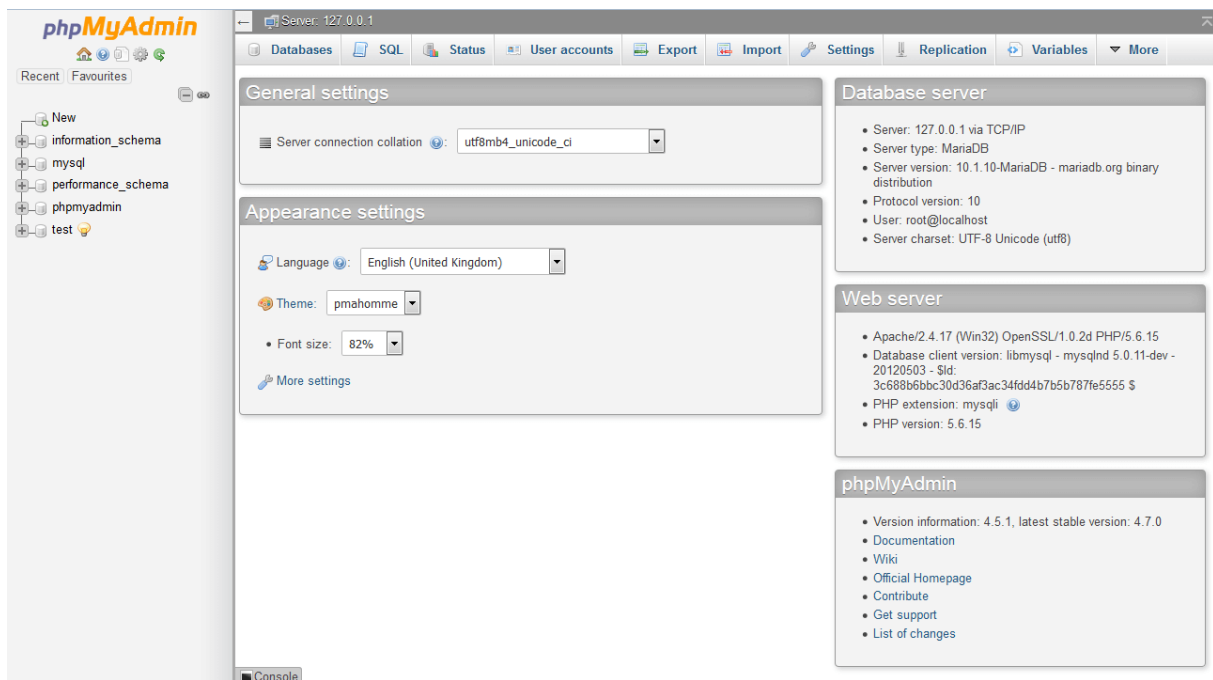 phpMyAdmin
Recent Favourites
New
information_schema
mysql
performance_schema
phpmyadmin
test
Server: 127.0.0.1
Databases SQL Status User accounts Export Import Settings Replication Variables More
General settings
Server connection collation : utf8mb4_unicode_ci
Appearance settings
Language : English (United Kingdom)
Theme: pmahomme
Font size: 82%
More settings
Database server
Server: 127.0.0.1 via TCP/IP
Server type: MariaDB
Server version: 10.1.10-MariaDB - mariadb.org binary
distribution
Protocol version: 10
User: root@localhost
Server charset: UTF-8 Unicode (utf8)
Web server
Apache/2.4.17 (Win32) OpenSSL/1.0.2d PHP/5.6.15
Database client version: libmysql - mysqlnd 5.0.11-dev -
20120503 - $Id:
3c688b6bbc30d36af3ac34fdd4b7b5b787fe5555 $
PHP extension: mysqli
PHP version: 5.6.15
phpMyAdmin
Version information: 4.5.1, latest stable version: 4.7.0
Documentation
Wiki
Official Homepage
Contribute
Get support
List of changes
Console